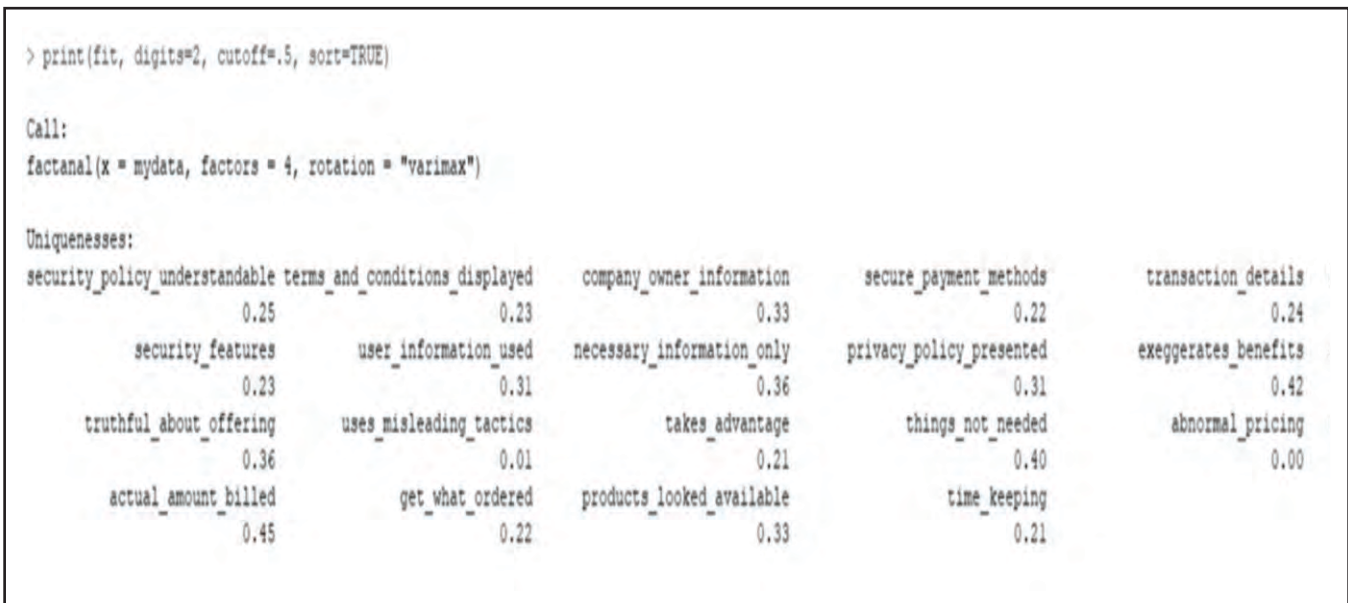 > print(fit, digits=2, cutoff=.5, sort=TRUE)
Call:
factanal(x = mydata, factors = 4, rotation = "varimax")
Uniquenesses:
security_policy_understandable terms_and_conditions_displayed company_owner_information secure_payment_methods transaction_details
0.25 0.23 0.33 0.22 0.24
security_features user_information_used necessary_information_only privacy_policy_presented exeggerates_benefits
0.23 0.31 0.36 0.31 0.42
truthful_about_offering uses_misleading_tactics takes_advantage things_not_needed abnormal_pricing
0.36 0.01 0.21 0.40 0.00
actual_amount_billed get_what_ordered products_looked_available time_keeping
0.45 0.22 0.33 0.21